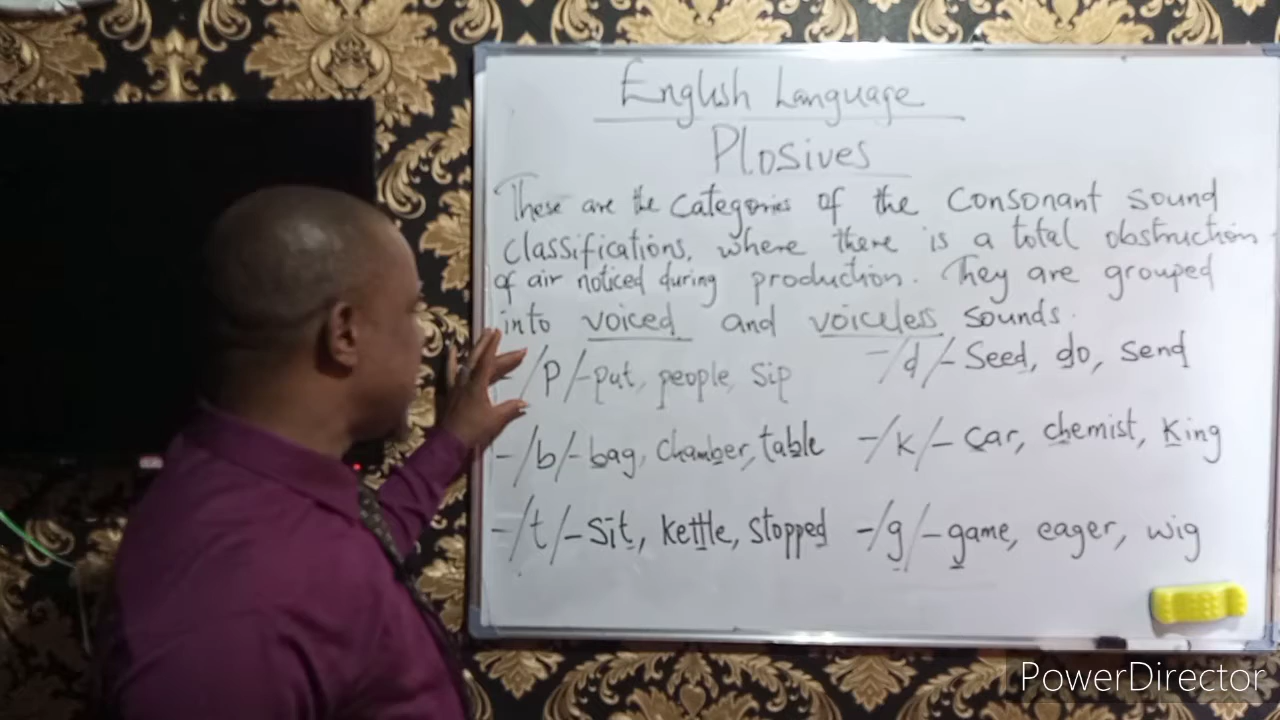 English Language
Plosives
These are the categories of the consonant sound
classifications, where there is a total obstruction
of air noticed during production. They are grouped
into voiced and voiceless sounds.
-/P/-put, people, sip
-/d/-Seed, do, send
-/b/-bag, chamber, table
-/k/-car, chemist, king
-/t/-sit, kettle, stopped
-/g/-game, eager, wig
PowerDirector